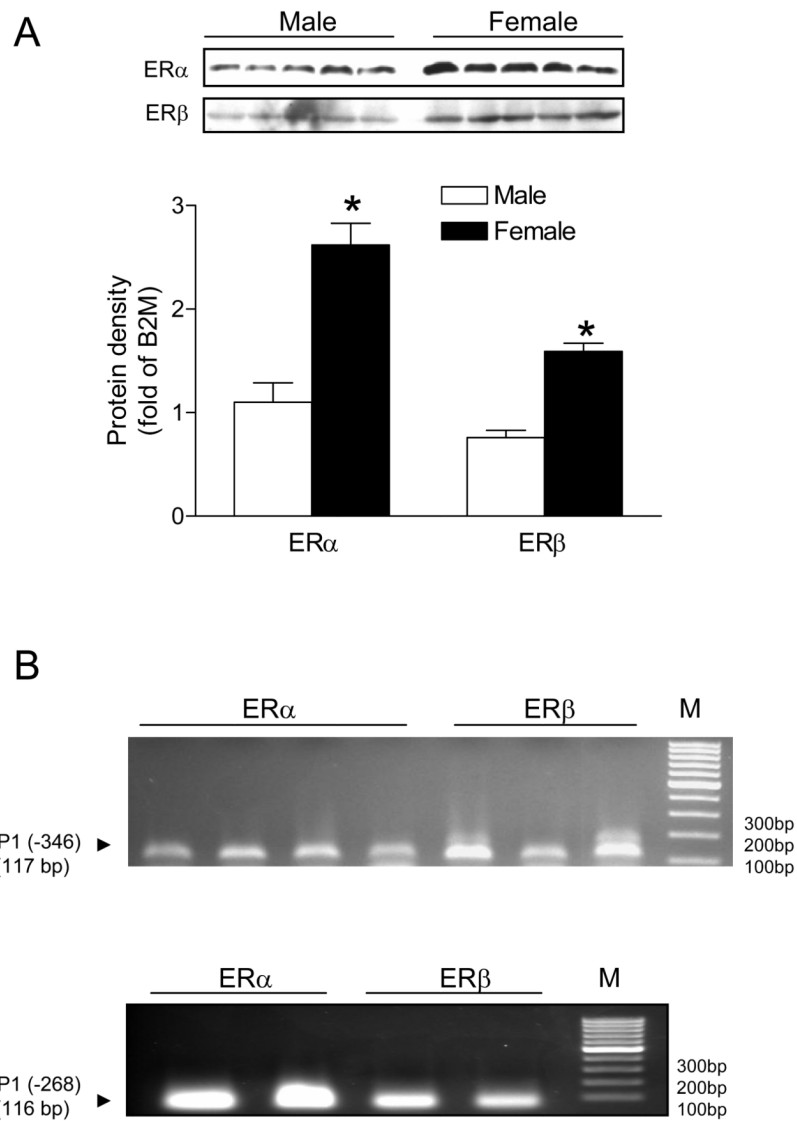 A
Male Female
ERα
ERβ
3
2
1
0
Protein density
(fold of B2M)
*
*
Male
Female
ERα ERβ
B
ERα ERβ M
P1 (-346)
(117 bp)
300bp
200bp
100bp
ERα ERβ M
P1 (-268)
(116 bp)
300bp
200bp
100bp